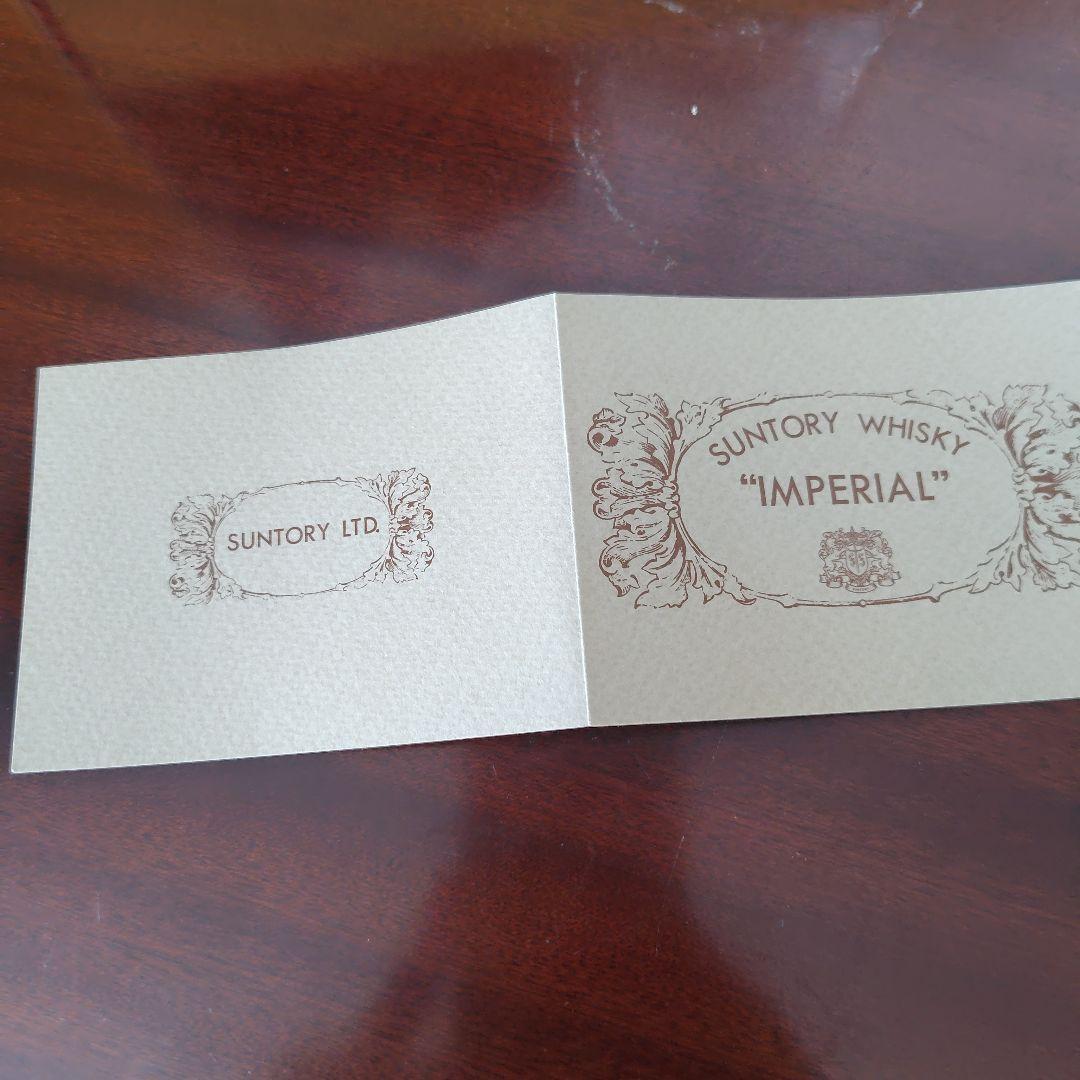 SUNTORY LTD.
SUNTORY WHISKY
“IMPERIAL”